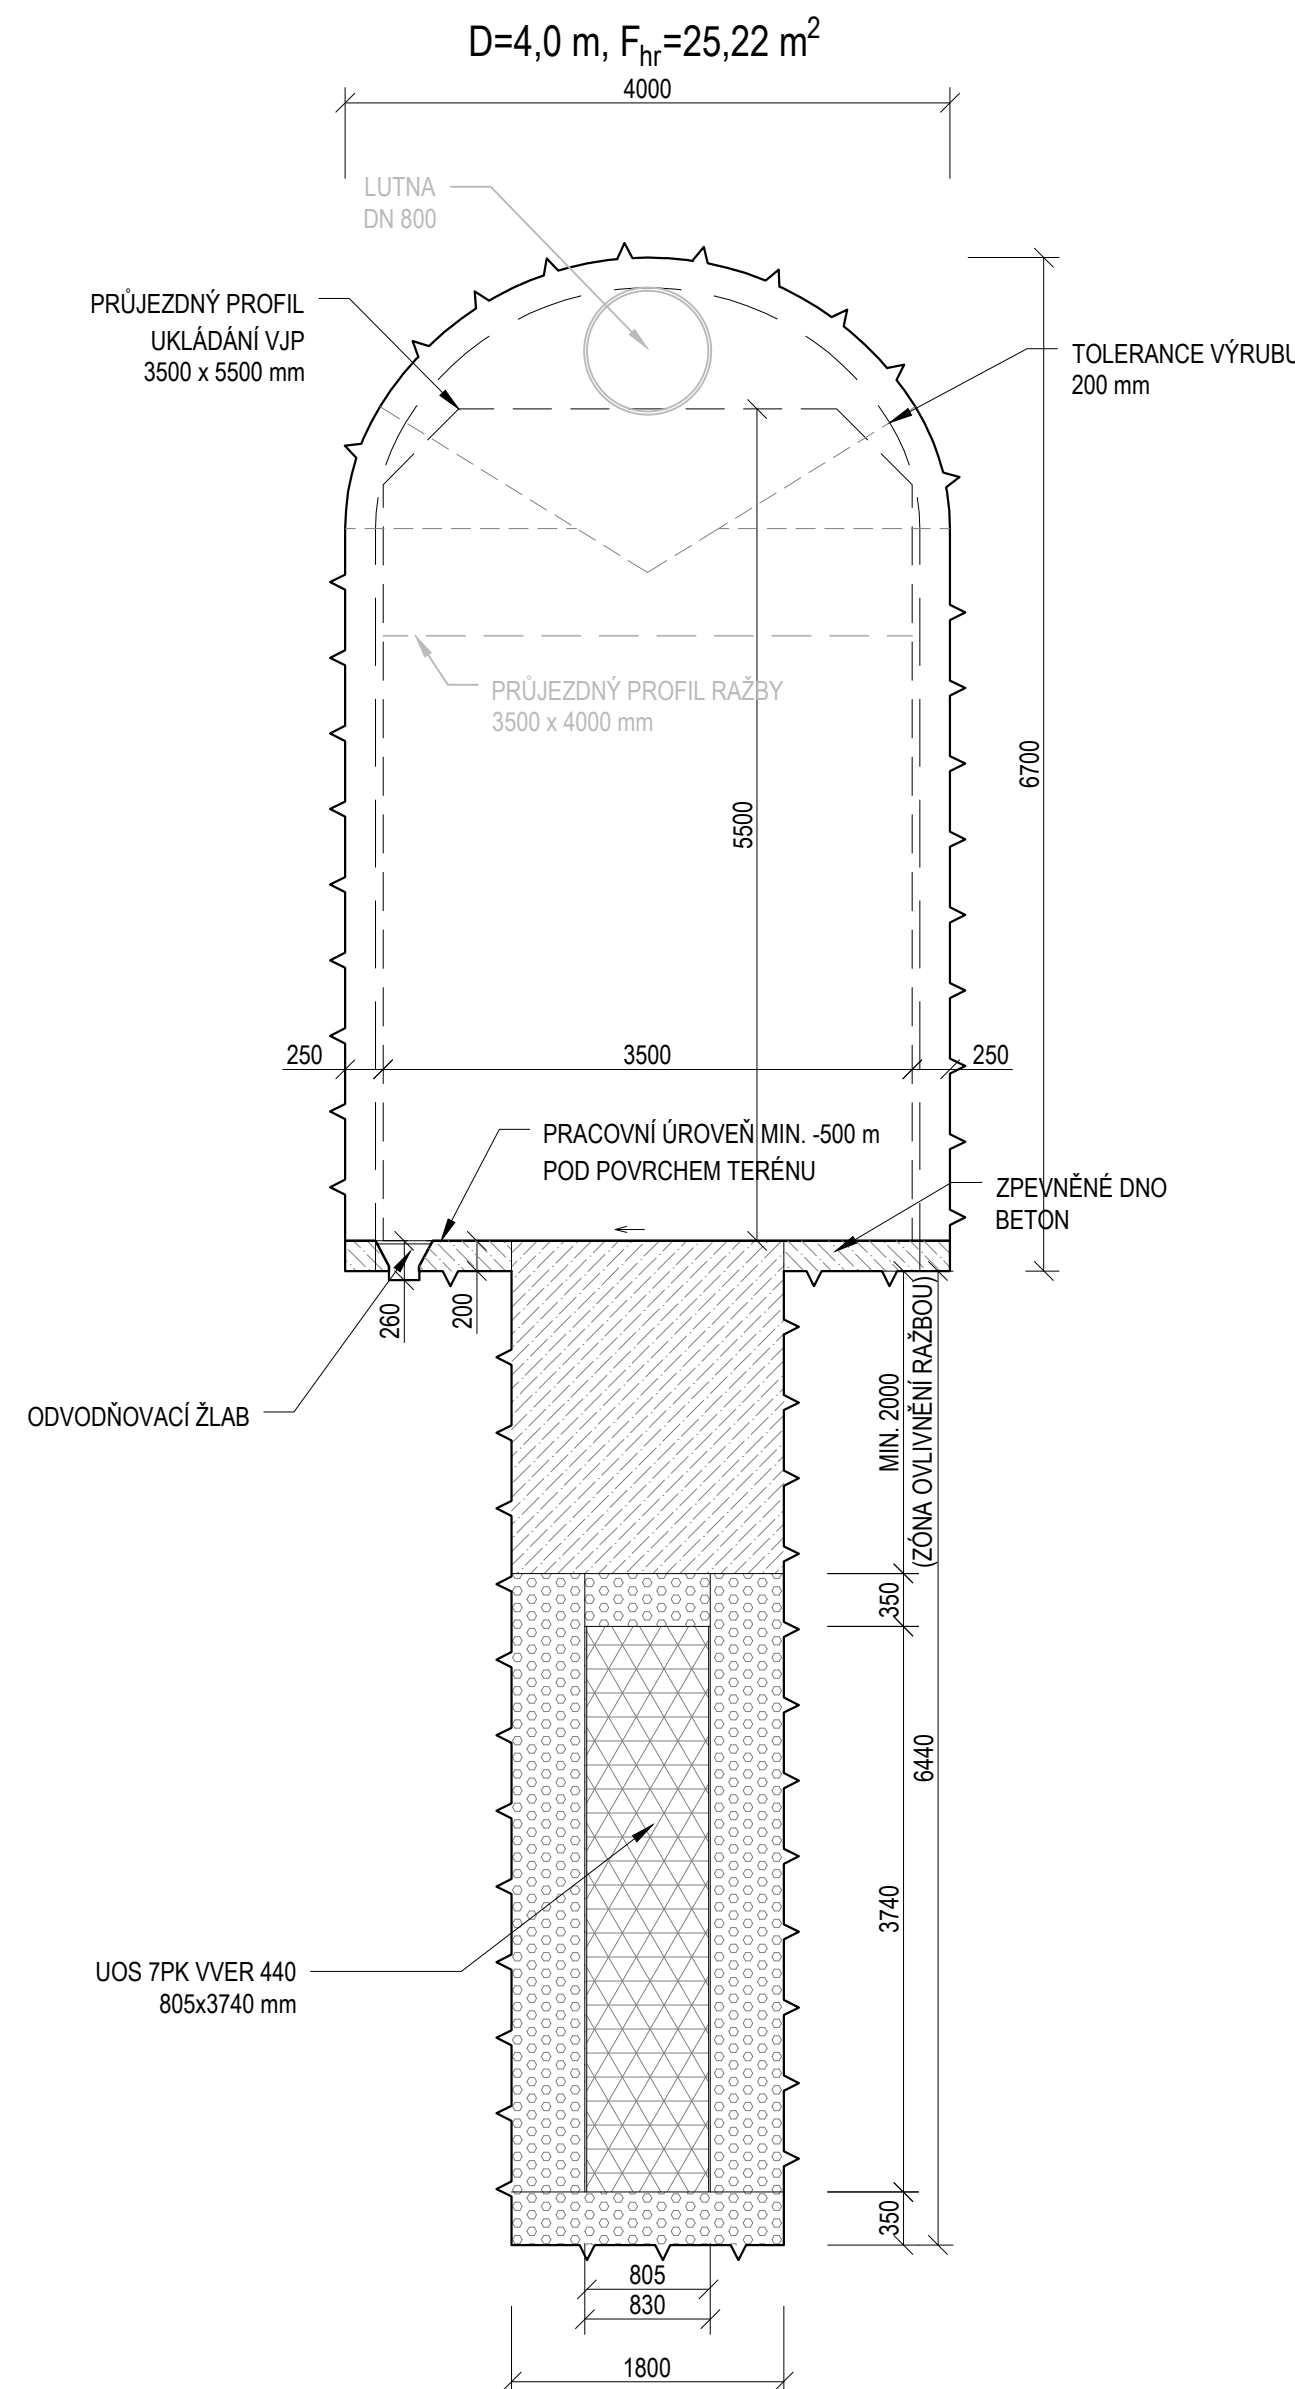 D=4,0 m, Fhr=25,22 m²
4000
LUTNA
DN 800
PRŮJEZDNÝ PROFIL
UKLÁDÁNÍ VJP
3500 x 5500 mm
TOLERANCE VÝRUBU
200 mm
PRŮJEZDNÝ PROFIL RAŽBY
3500 x 4000 mm
6700
5500
250
3500
250
PRACOVNÍ ÚROVEŇ MIN. -500 m
POD POVRCHEM TERÉNU
ZPEVNĚNÉ DNO
BETON
260
200
ODVODŇOVACÍ ŽLAB
MIN. 2000
(ZÓNA OVLIVNĚNÍ RAŽBOU)
350
6440
3740
UOS 7PK VVER 440
805x3740 mm
350
805
830
1800